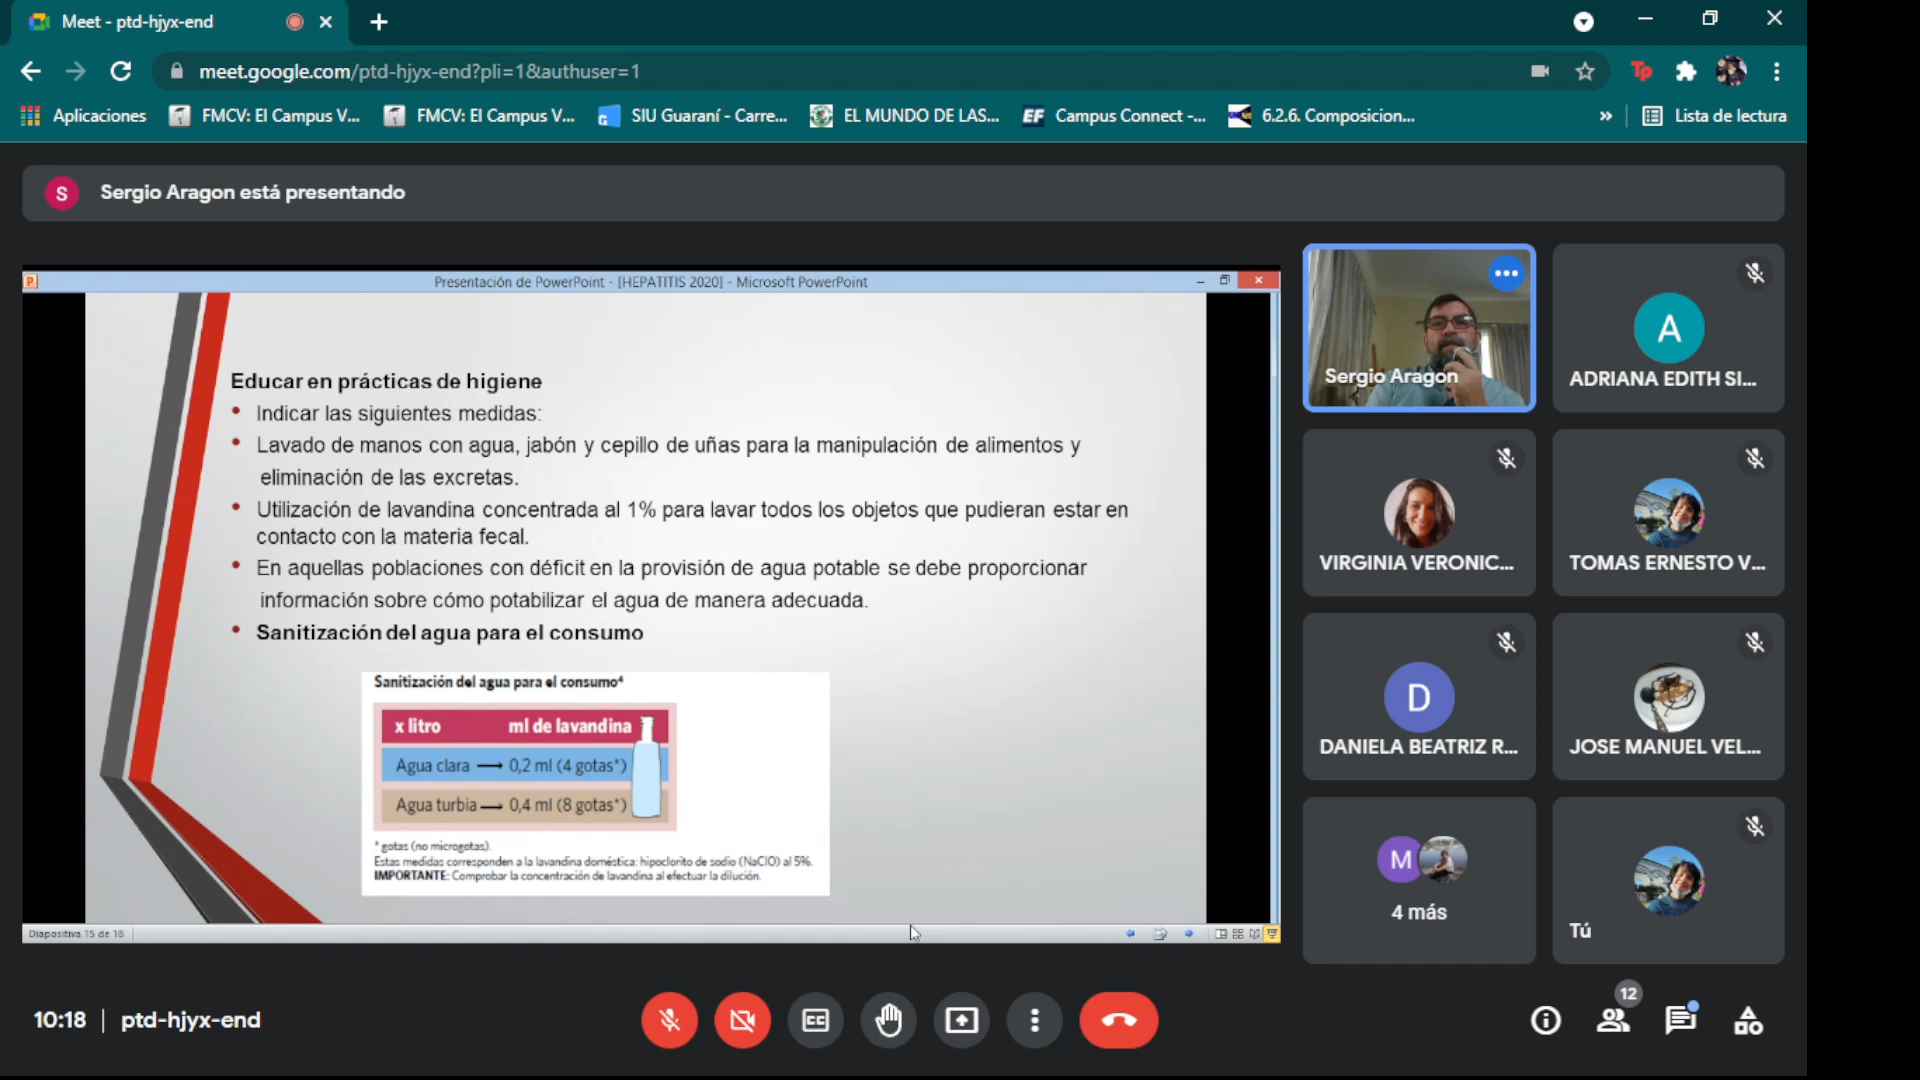 Meet - ptd-hjyx-end
meet.google.com/ptd-hjyx-end?pli=1&authuser=1
Tp
Aplicaciones
FMCV: El Campus V...
FMCV: El Campus V...
SIU Guaraní - Carre...
EL MUNDO DE LAS...
EF
Campus Connect -...
6.2.6. Composicion...
»
Lista de lectura
S
Sergio Aragon está presentando
Presentación de PowerPoint - [HEPATITIS 2020] - Microsoft PowerPoint
Educar en prácticas de higiene
• Indicar las siguientes medidas:
• Lavado de manos con agua, jabón y cepillo de uñas para la manipulación de alimentos y
eliminación de las excretas.
• Utilización de lavandina concentrada al 1% para lavar todos los objetos que pudieran estar en
contacto con la materia fecal.
• En aquellas poblaciones con déficit en la provisión de agua potable se debe proporcionar
información sobre cómo potabilizar el agua de manera adecuada.
• Sanitización del agua para el consumo
Sanitización del agua para el consumo⁴
x litro ml de lavandina
Agua clara → 0,2 ml (4 gotas*)
Agua turbia → 0,4 ml (8 gotas*)
* gotas (no microgotas).
Estas medidas corresponden a la lavandina doméstica: hipoclorito de sodio (NaClO) al 5%.
IMPORTANTE: Comprobar la concentración de lavandina al efectuar la dilución.
Diapositiva 15 de 18
Sergio Aragon
A
ADRIANA EDITH SI...
VIRGINIA VERONIC...
TOMAS ERNESTO V...
D
DANIELA BEATRIZ R...
JOSE MANUEL VEL...
M
4 más
Tú
10:18 | ptd-hjyx-end
12